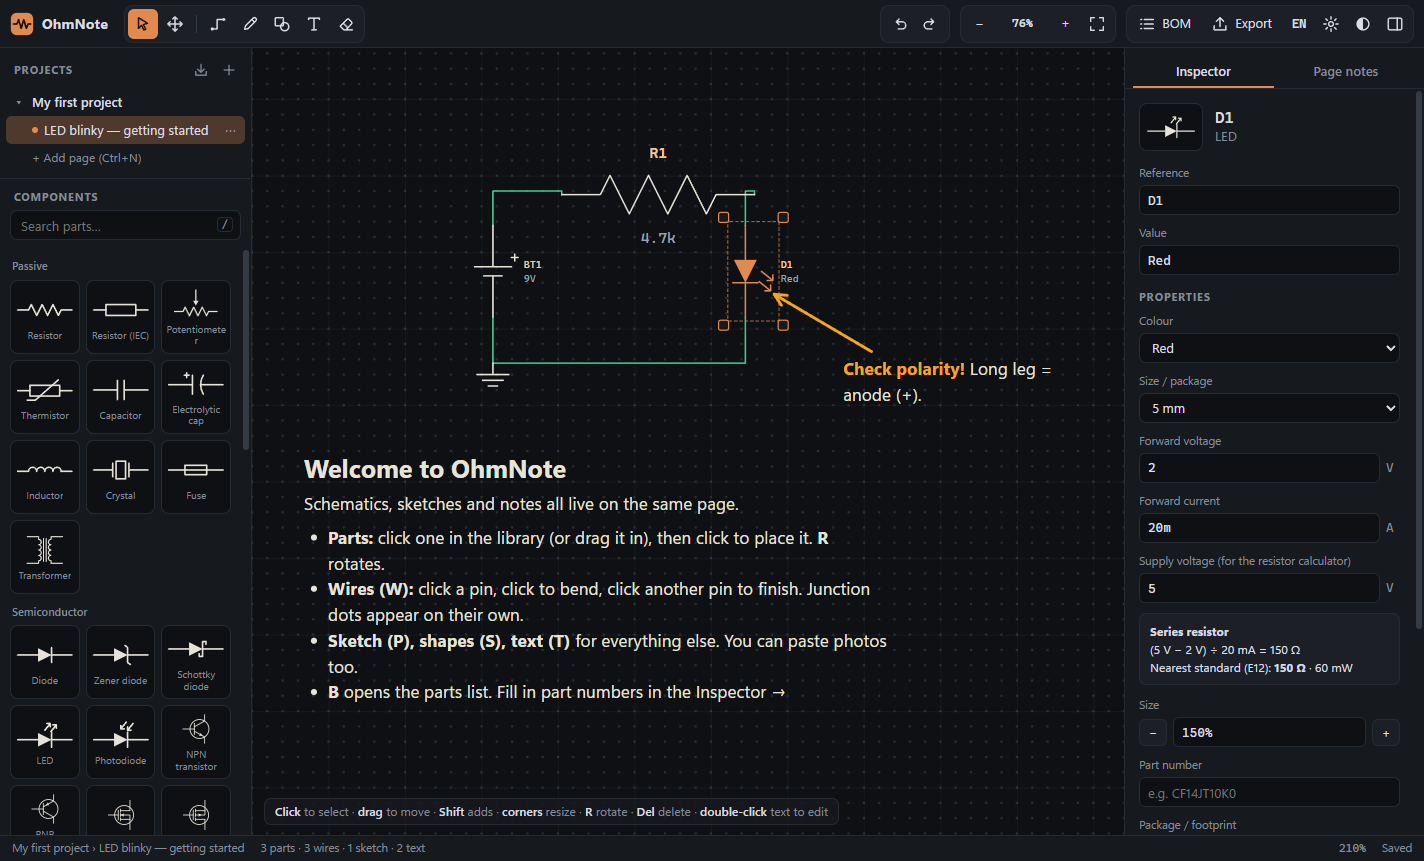 OhmNote
T
− 76% +
BOM
Export
EN
PROJECTS
My first project
LED blinky — getting started ···
+ Add page (Ctrl+N)
COMPONENTS
Search parts... /
Passive
Resistor
Resistor (IEC)
Potentiomete
r
Thermistor
Capacitor
Electrolytic
cap
Inductor
Crystal
Fuse
Transformer
Semiconductor
Diode
Zener diode
Schottky
diode
LED
Photodiode
NPN
transistor
PNP
R1
4.7k
+
BT1
9V
D1
Red
Check polarity! Long leg =
anode (+).
Welcome to OhmNote
Schematics, sketches and notes all live on the same page.
• Parts: click one in the library (or drag it in), then click to place it. R
rotates.
• Wires (W): click a pin, click to bend, click another pin to finish. Junction
dots appear on their own.
• Sketch (P), shapes (S), text (T) for everything else. You can paste photos
too.
• B opens the parts list. Fill in part numbers in the Inspector →
Click to select · drag to move · Shift adds · corners resize · R rotate · Del delete · double-click text to edit
Inspector
Page notes
D1
LED
Reference
D1
Value
Red
PROPERTIES
Colour
Red
Size / package
5 mm
Forward voltage
2 V
Forward current
20m A
Supply voltage (for the resistor calculator)
5 V
Series resistor
(5 V − 2 V) ÷ 20 mA = 150 Ω
Nearest standard (E12): 150 Ω · 60 mW
Size
− 150% +
Part number
e.g. CF14JT10K0
Package / footprint
My first project › LED blinky — getting started 3 parts · 3 wires · 1 sketch · 2 text
210% Saved